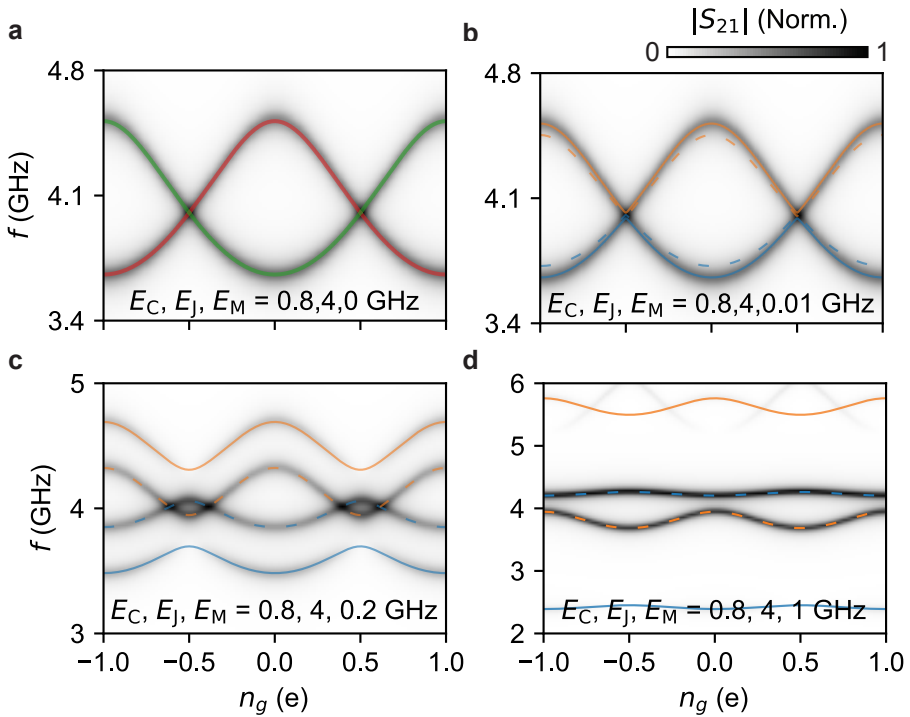 a
b
|S21| (Norm.)
0
1
4.8
4.1
3.4
f (GHz)
EC, EJ, EM = 0.8,4,0 GHz
4.8
4.1
3.4
EC, EJ, EM = 0.8,4,0.01 GHz
c
d
5
4
3
f (GHz)
EC, EJ, EM = 0.8, 4, 0.2 GHz
−1.0 −0.5 0.0 0.5 1.0
ng (e)
6
5
4
3
2
EC, EJ, EM = 0.8, 4, 1 GHz
−1.0 −0.5 0.0 0.5 1.0
ng (e)